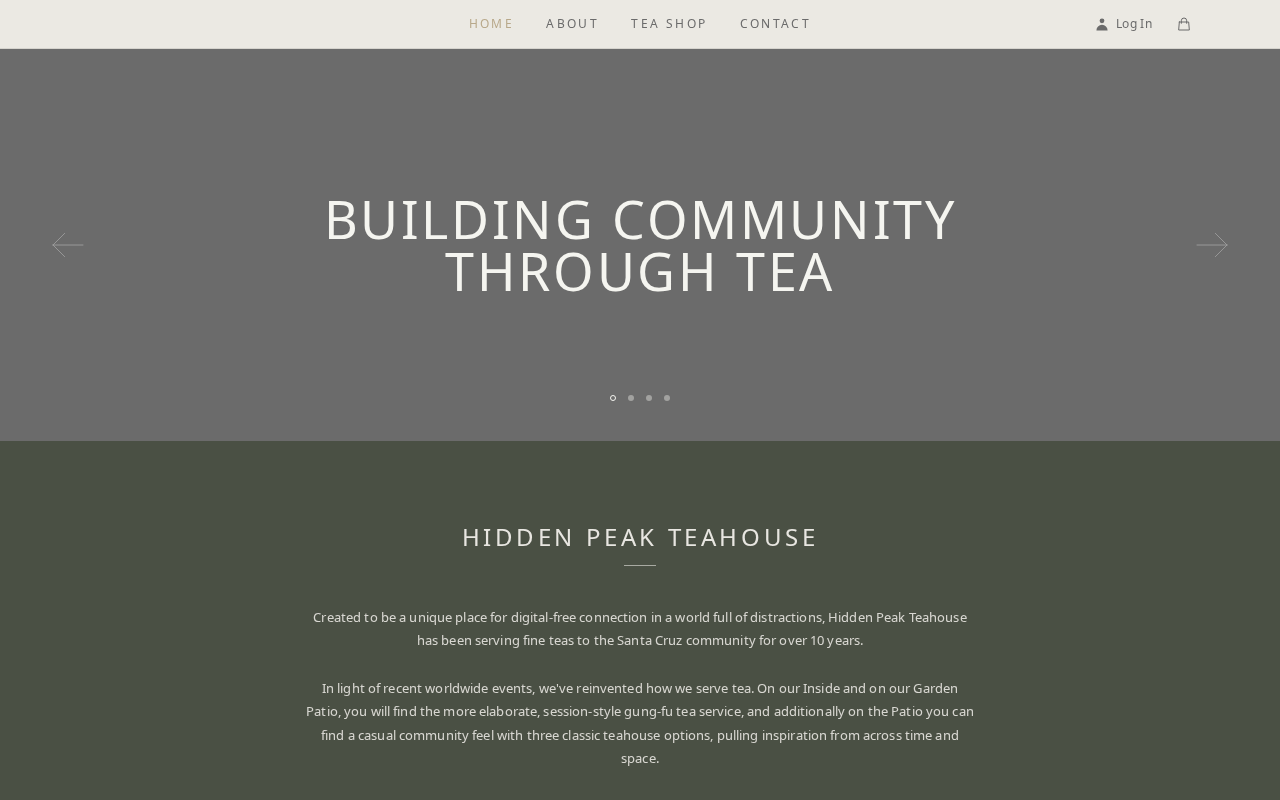 HOME ABOUT TEA SHOP CONTACT Log In
BUILDING COMMUNITY
THROUGH TEA
HIDDEN PEAK TEAHOUSE
Created to be a unique place for digital-free connection in a world full of distractions, Hidden Peak Teahouse
has been serving fine teas to the Santa Cruz community for over 10 years.
In light of recent worldwide events, we've reinvented how we serve tea. On our Inside and on our Garden
Patio, you will find the more elaborate, session-style gung-fu tea service, and additionally on the Patio you can
find a casual community feel with three classic teahouse options, pulling inspiration from across time and
space.